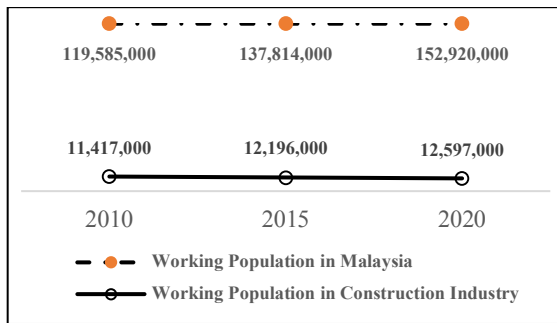 119,585,000 137,814,000 152,920,000
11,417,000 12,196,000 12,597,000
2010 2015 2020
Working Population in Malaysia
Working Population in Construction Industry